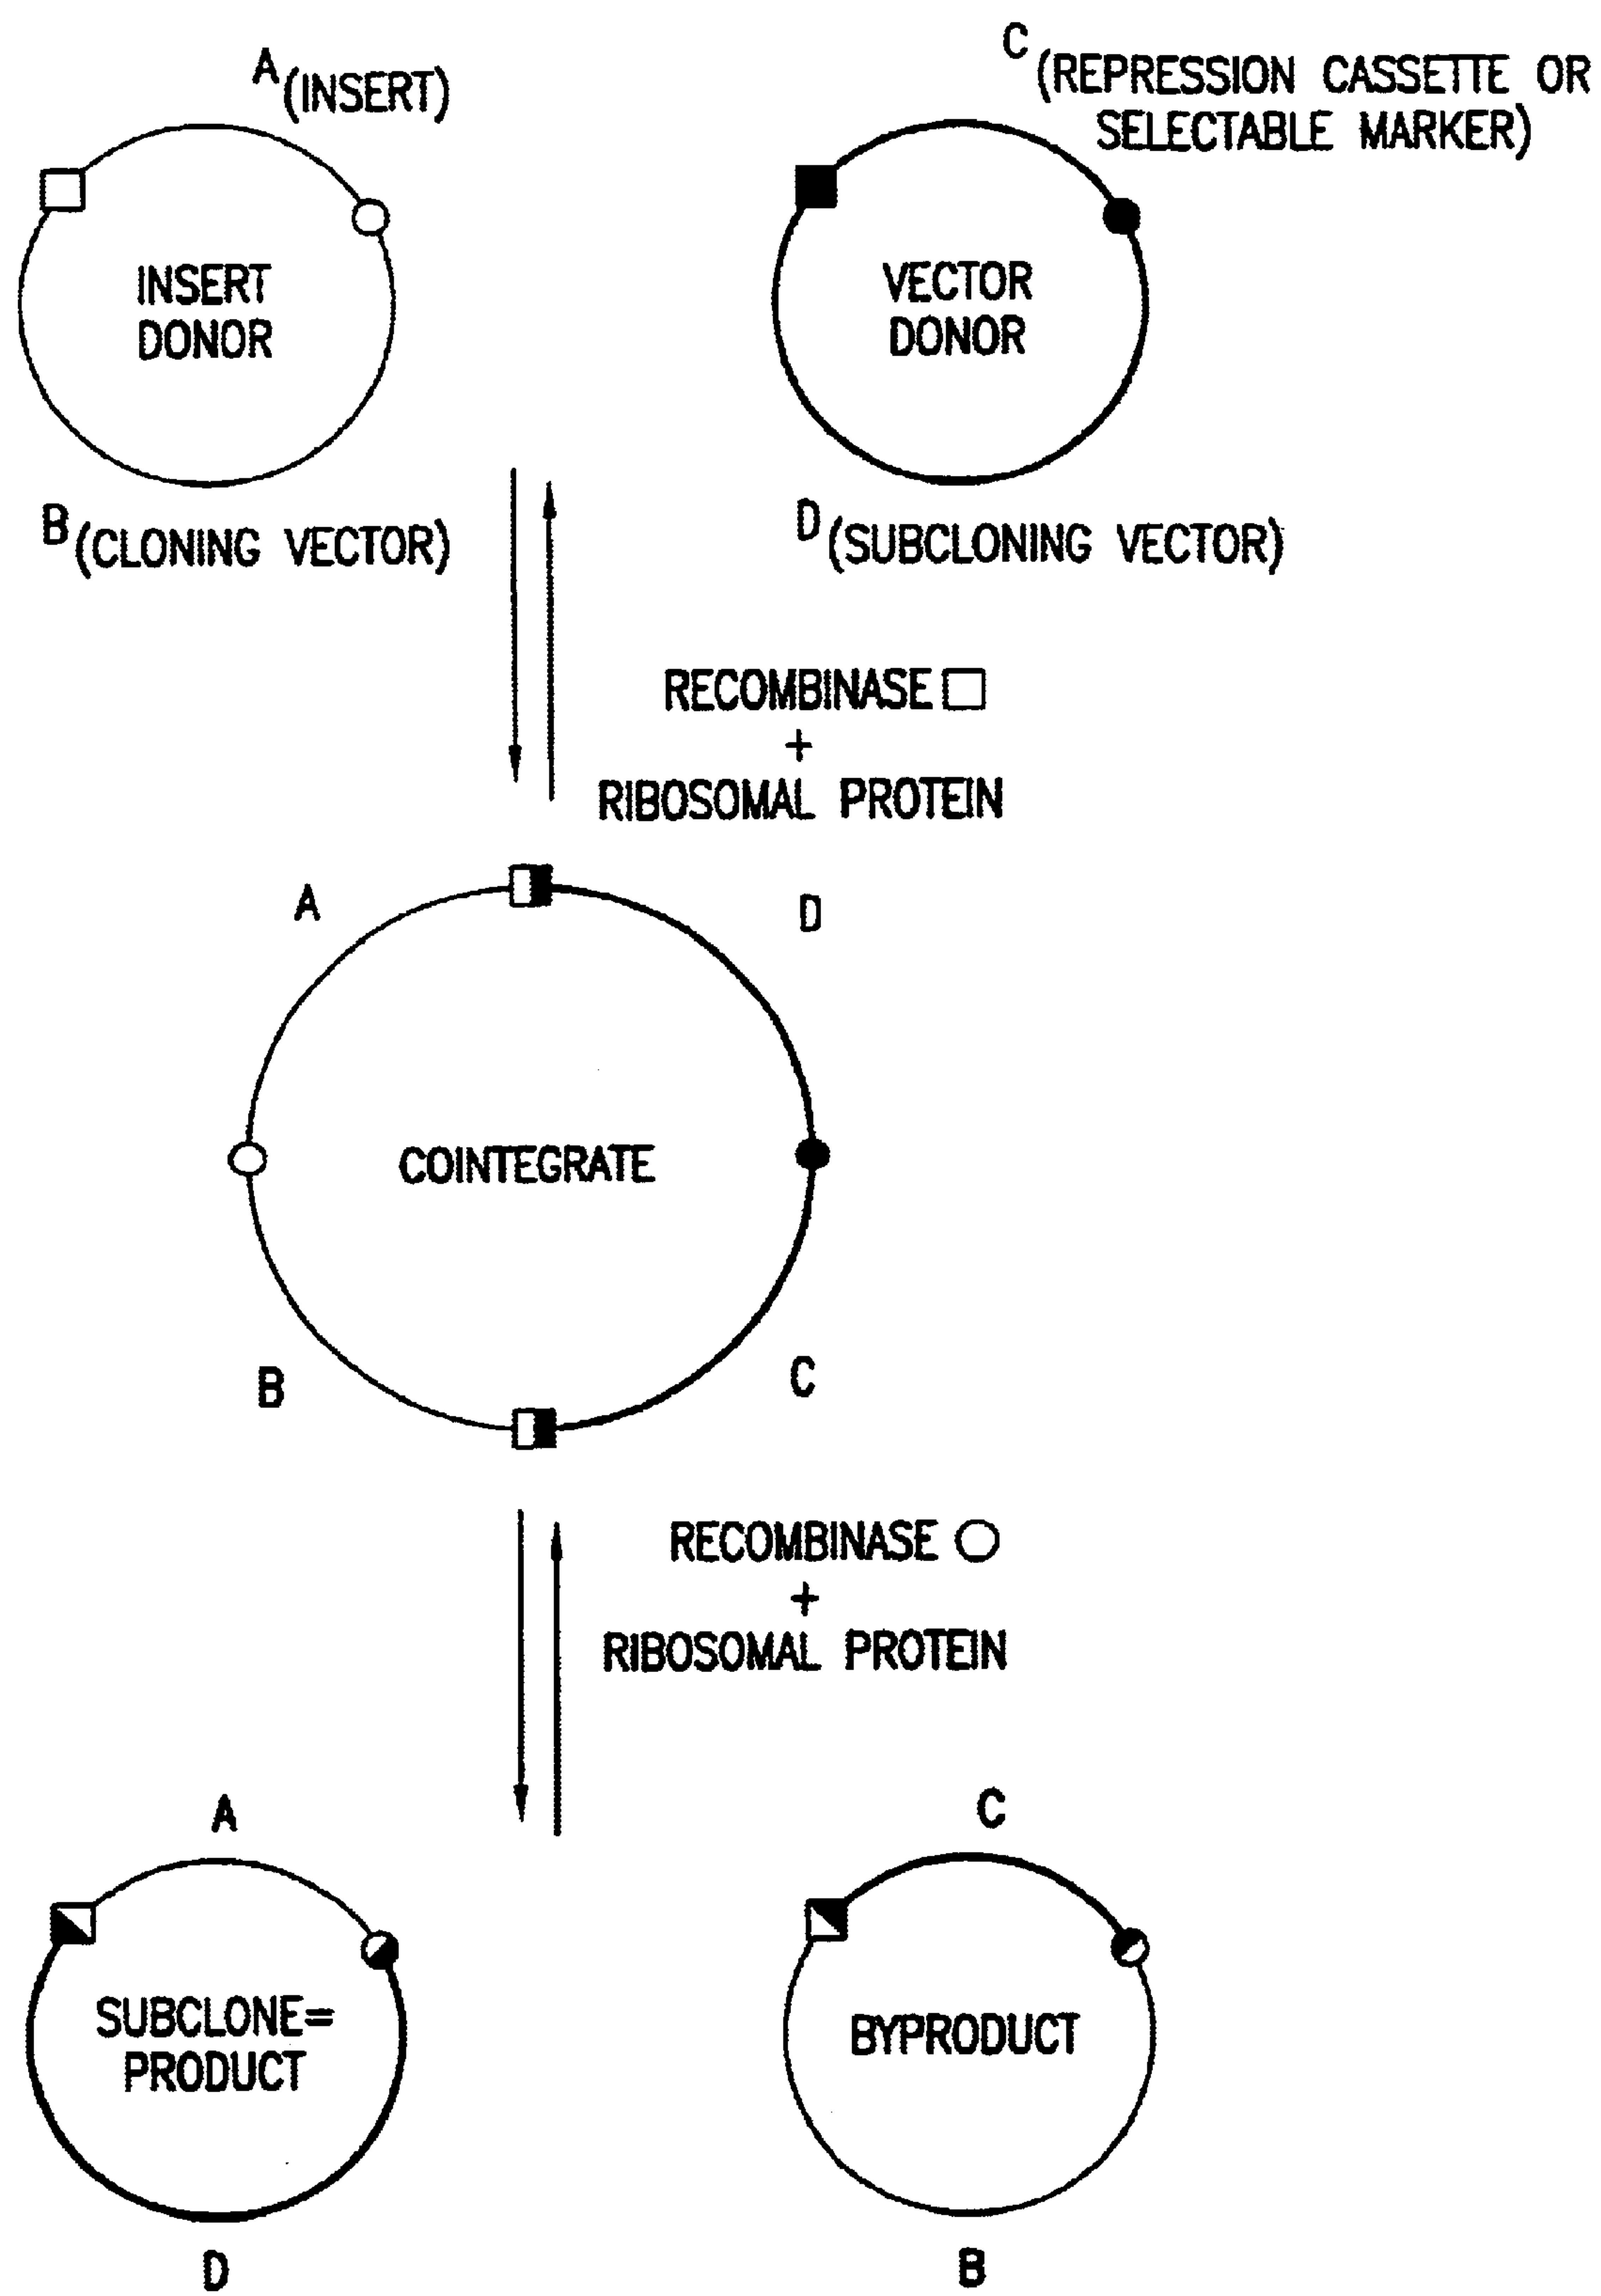 A (INSERT)
C (REPRESSION CASSETTE OR
SELECTABLE MARKER)
INSERT
DONOR
VECTOR
DONOR
B (CLONING VECTOR)
D (SUBCLONING VECTOR)
RECOMBINASE
+
RIBOSOMAL PROTEIN
A
D
COINTEGRATE
B
C
RECOMBINASE
+
RIBOSOMAL PROTEIN
A
C
SUBCLONE=
PRODUCT
BYPRODUCT
D
B